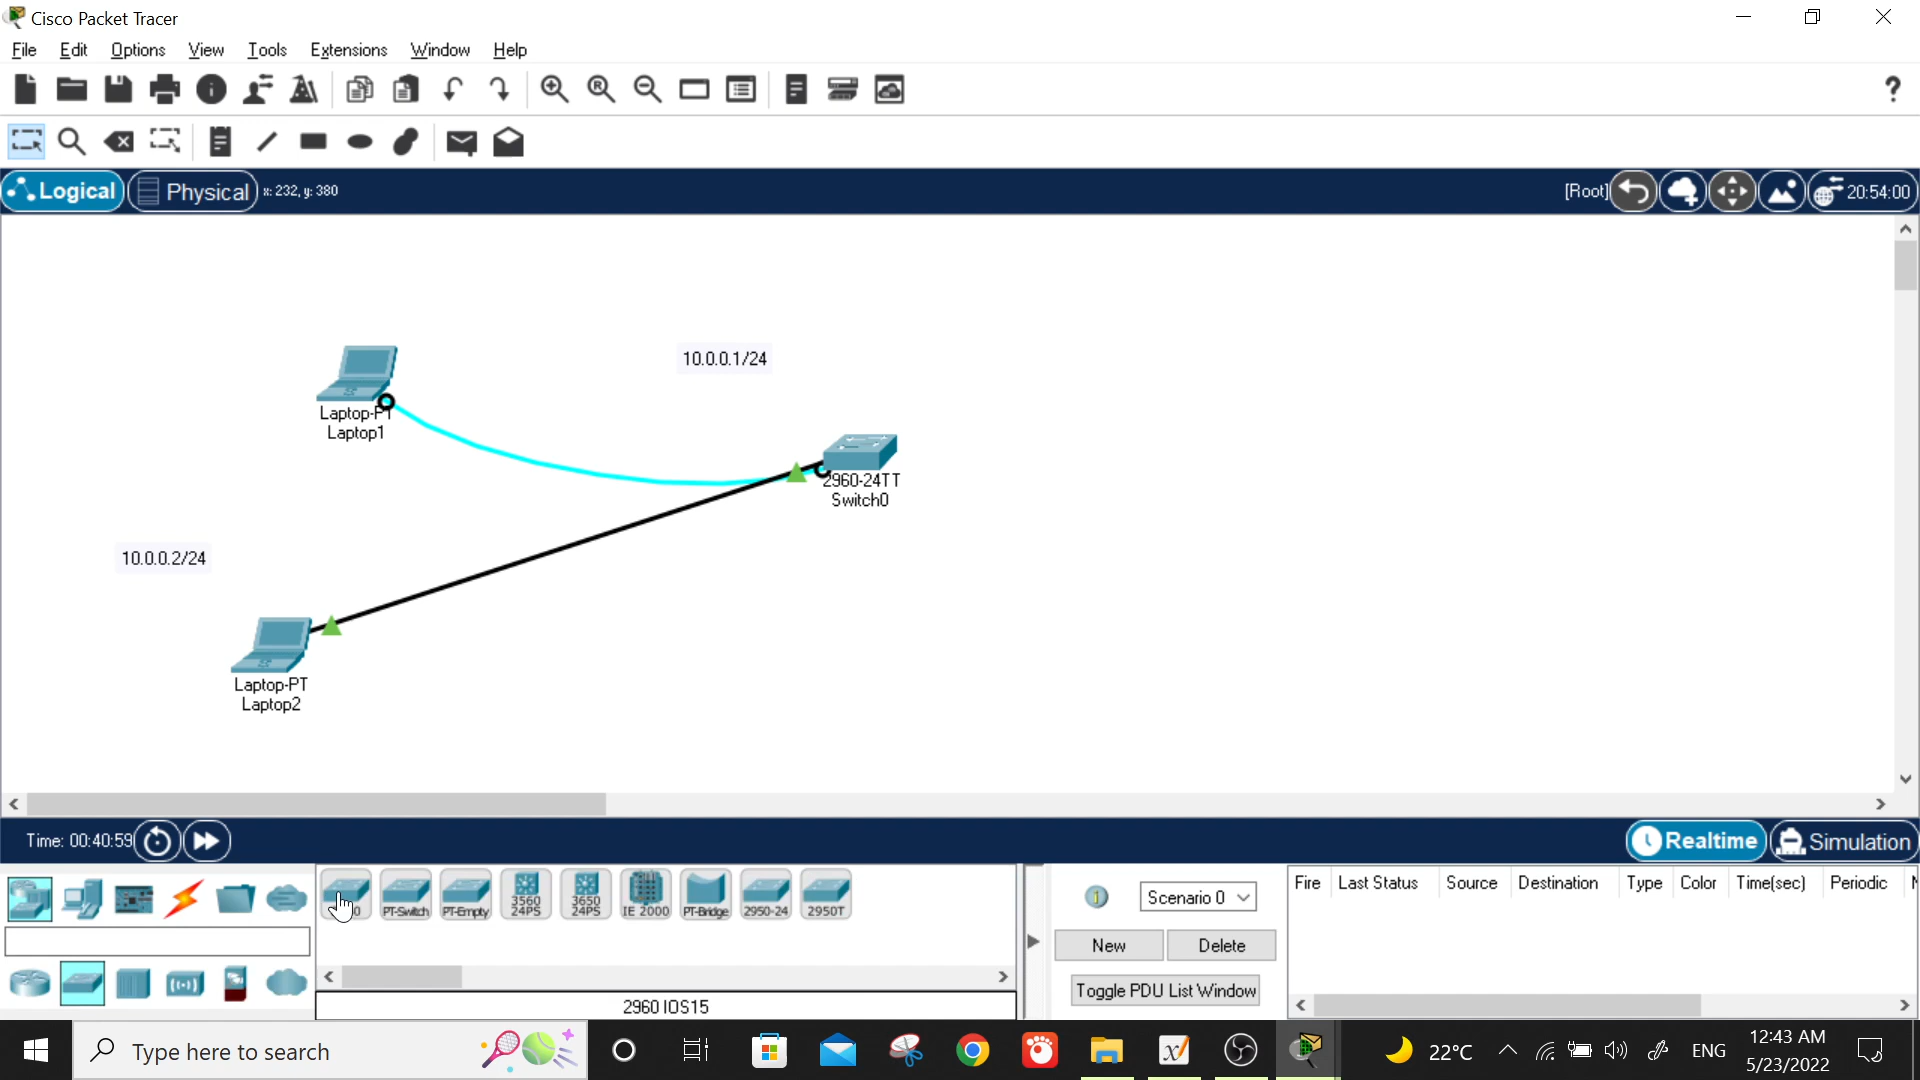 Cisco Packet Tracer
File Edit Options View Tools Extensions Window Help
Logical Physical x: 232, y: 380 [Root] 20:54:00
10.0.0.1/24
Laptop-PT
Laptop1
2960-24TT
Switch0
10.0.0.2/24
Laptop-PT
Laptop2
Time: 00:40:59 Realtime Simulation
PT-Switch PT-Empty 3560 24PS 3650 24PS IE 2000 PT-Bridge 2950-24 2950T
Scenario 0
New Delete
Toggle PDU List Window
Fire Last Status Source Destination Type Color Time(sec) Periodic
2960 IOS15
Type here to search
22°C ENG 12:43 AM
5/23/2022